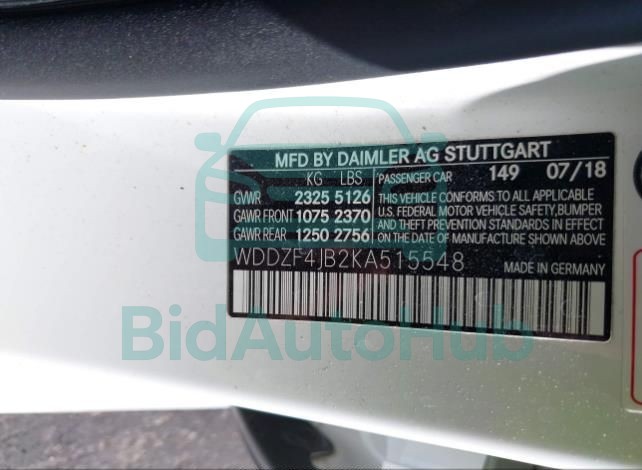 MFD BY DAIMLER AG STUTTGART
KG LBS PASSENGER CAR 149 07/18
GVWR 2325 5126 THIS VEHICLE CONFORMS TO ALL APPLICABLE
GAWR FRONT 1075 2370 U.S. FEDERAL MOTOR VEHICLE SAFETY,BUMPER
AND THEFT PREVENTION STANDARDS IN EFFECT
GAWR REAR 1250 2756 ON THE DATE OF MANUFACTURE SHOWN ABOVE.
WDDZF4JB2KA515548 MADE IN GERMANY
BidAutoHub